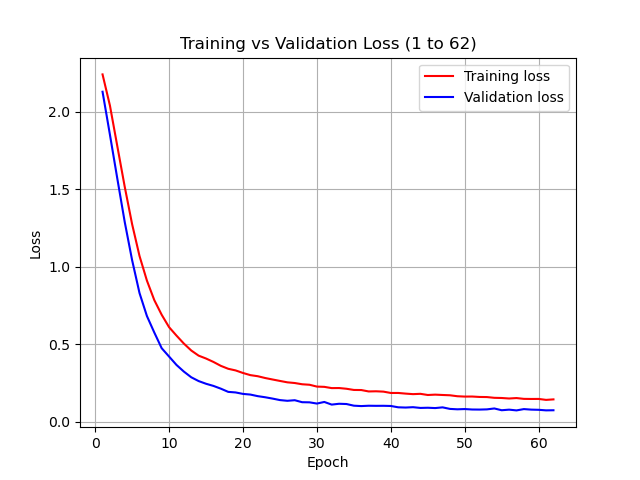 Training vs Validation Loss (1 to 62)
Training loss
Validation loss
2.0
1.5
1.0
0.5
0.0
Loss
0 10 20 30 40 50 60
Epoch